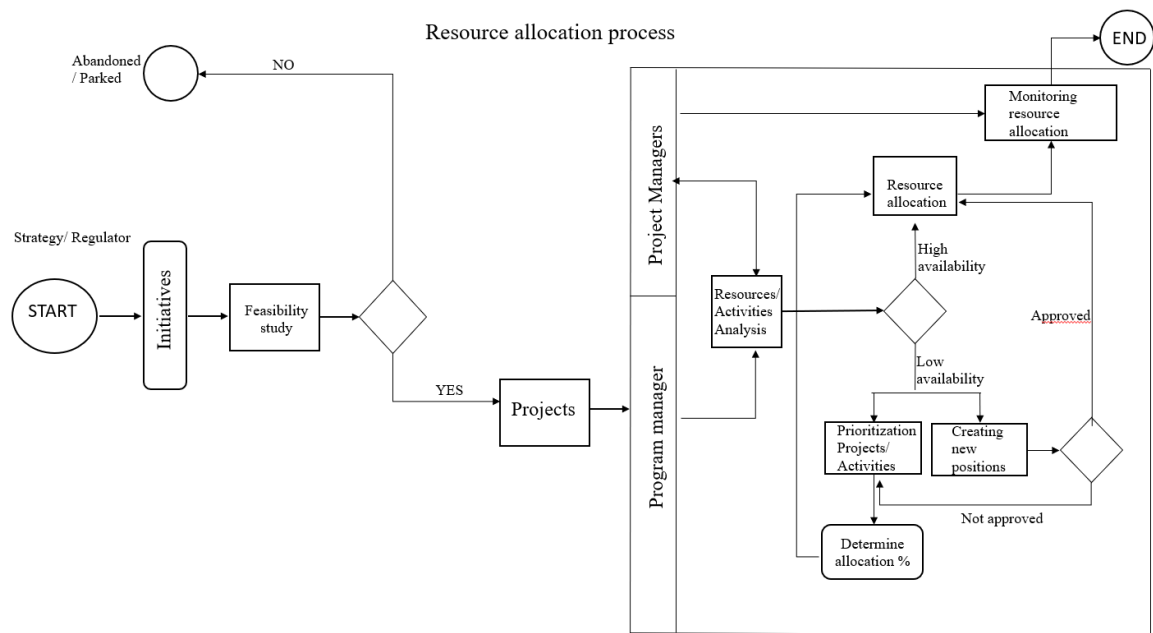 Resource allocation process
END
Abandoned
/ Parked
NO
Monitoring
resource
allocation
Project Managers
Resource
allocation
Strategy/ Regulator
START
Initiatives
Feasibility
study
High
availability
Resources/
Activities
Analysis
Approved
YES
Projects
Program manager
Low
availability
Prioritization
Projects/
Activities
Creating
new
positions
Not approved
Determine
allocation %